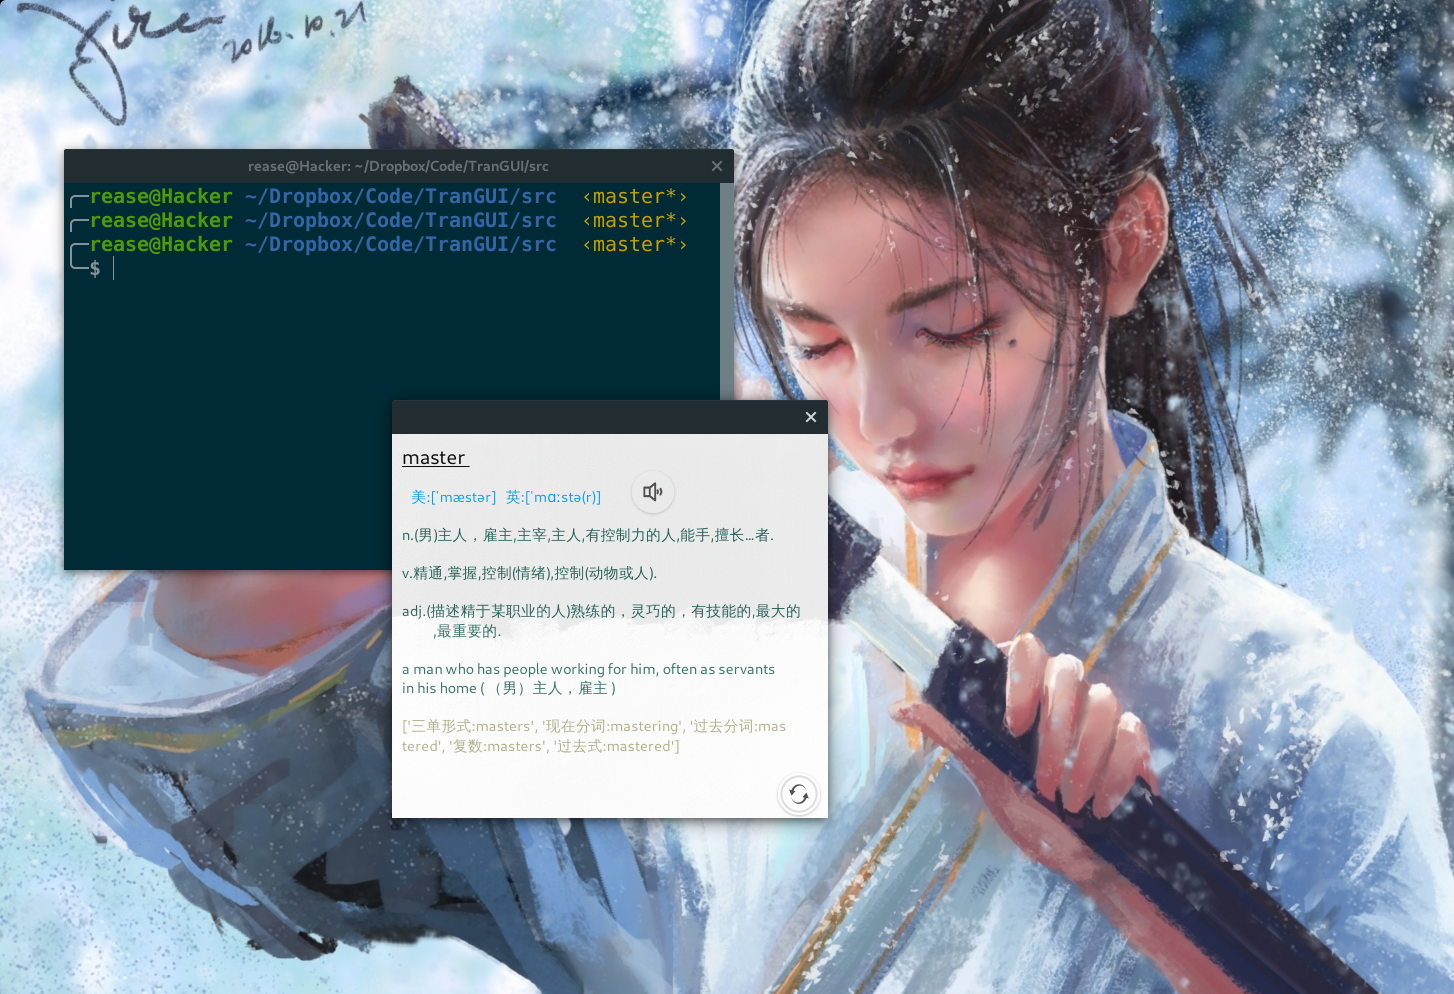 2016.10.21
rease@Hacker: ~/Dropbox/Code/TranGUI/src
rease@Hacker ~/Dropbox/Code/TranGUI/src ‹master*›
rease@Hacker ~/Dropbox/Code/TranGUI/src ‹master*›
rease@Hacker ~/Dropbox/Code/TranGUI/src ‹master*›
$
master
美:['mæstər] 英:['mɑːstə(r)]
n.(男)主人，雇主,主宰,主人,有控制力的人,能手,擅长...者.
v.精通,掌握,控制(情绪),控制(动物或人).
adj.(描述精于某职业的人)熟练的，灵巧的，有技能的,最大的
,最重要的.
a man who has people working for him, often as servants
in his home (（男）主人，雇主 )
['三单形式:masters', '现在分词:mastering', '过去分词:mas
tered', '复数:masters', '过去式:mastered']